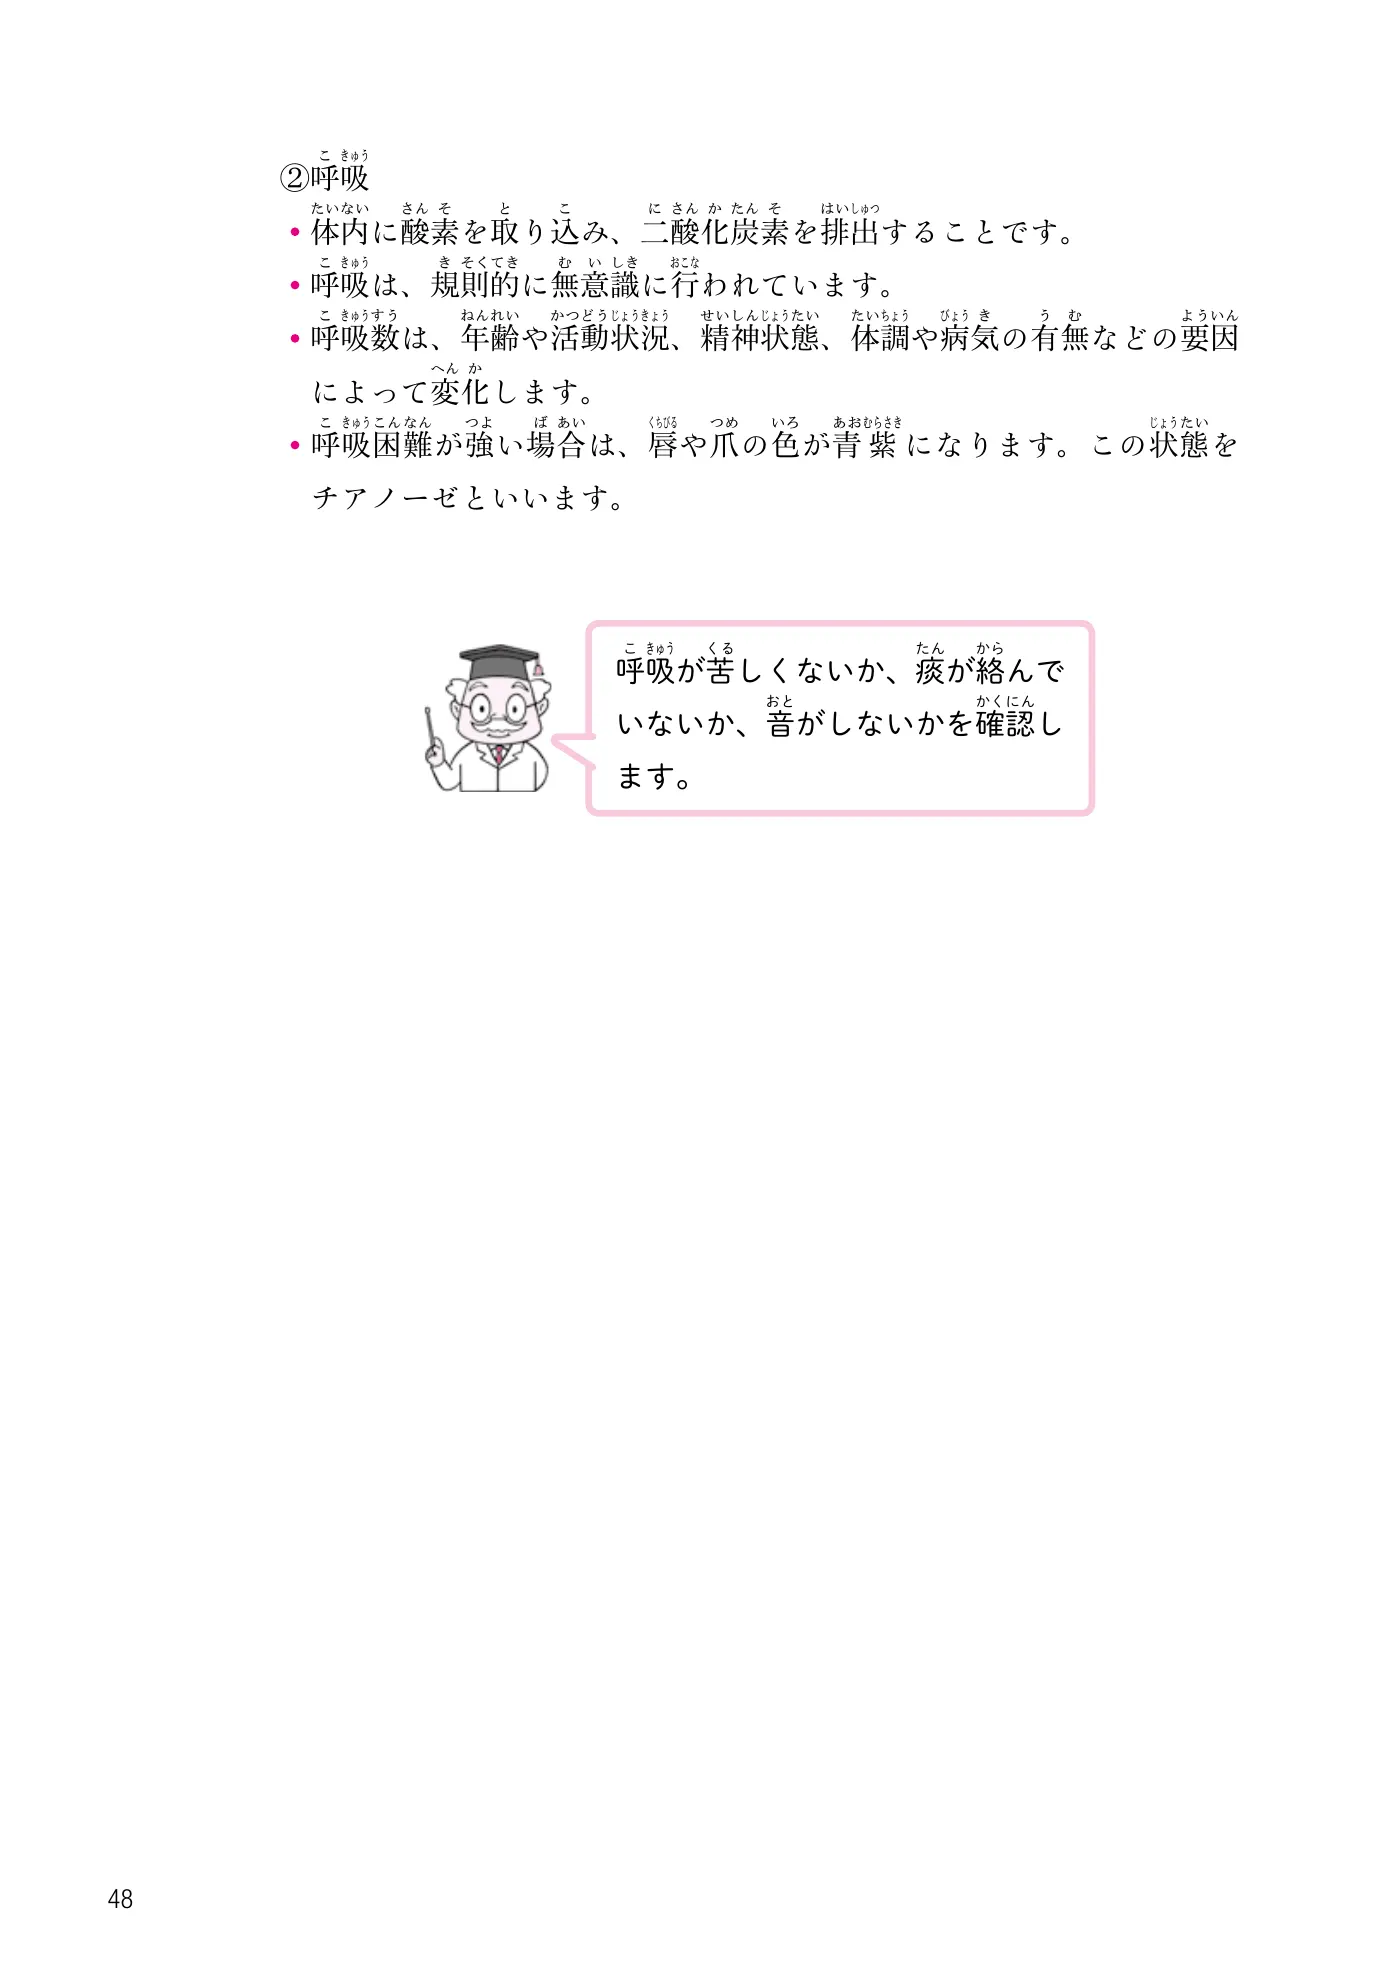 ②呼吸
・体内に酸素を取り込み、二酸化炭素を排出することです。
・呼吸は、規則的に無意識に行われています。
・呼吸数は、年齢や活動状況、精神状態、体調や病気の有無などの要因
によって変化します。
・呼吸困難が強い場合は、唇や爪の色が青紫になります。この状態を
チアノーゼといいます。
呼吸が苦しくないか、痰が絡んで
いないか、音がしないかを確認し
ます。
48